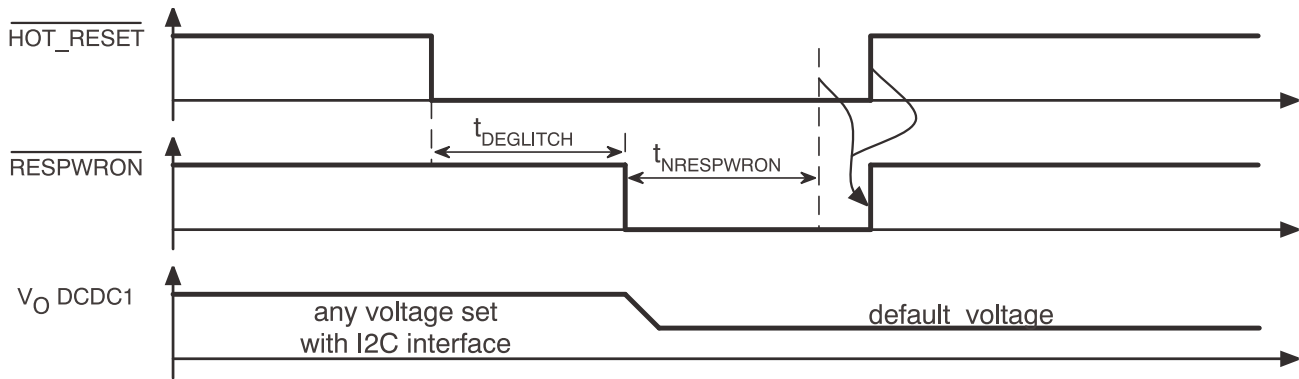 HOT_RESET
tDEGLITCH
RESPWRON
tNRESPWRON
VO DCDC1
any voltage set
with I2C interface
default voltage